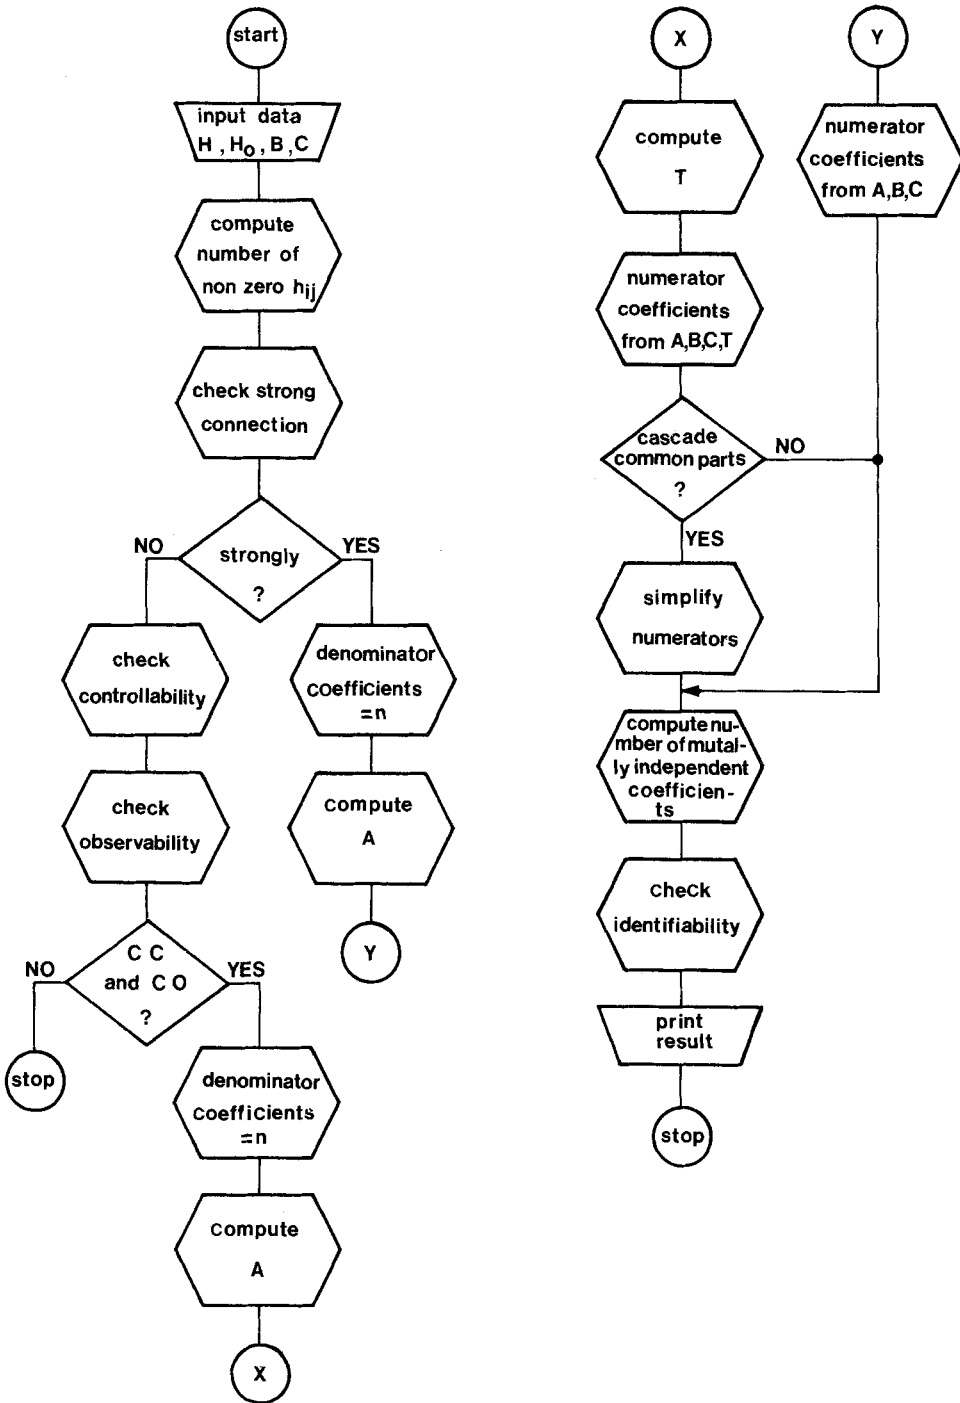 start
input data
H , H₀ , B , C
compute
number of
non zero hᵢⱼ
check strong
connection
NO
YES
strongly
?
check
controllability
denominator
coefficients
=n
check
observability
compute
A
Y
C C
and C O
?
NO
YES
stop
denominator
coefficients
=n
compute
A
X
X
compute
T
numerator
coefficients
from A,B,C,T
cascade
common parts
?
NO
YES
simplify
numerators
compute nu-
mber of mutal-
ly independent
coefficien-
ts
check
identifiability
print
result
stop
Y
numerator
coefficients
from A,B,C